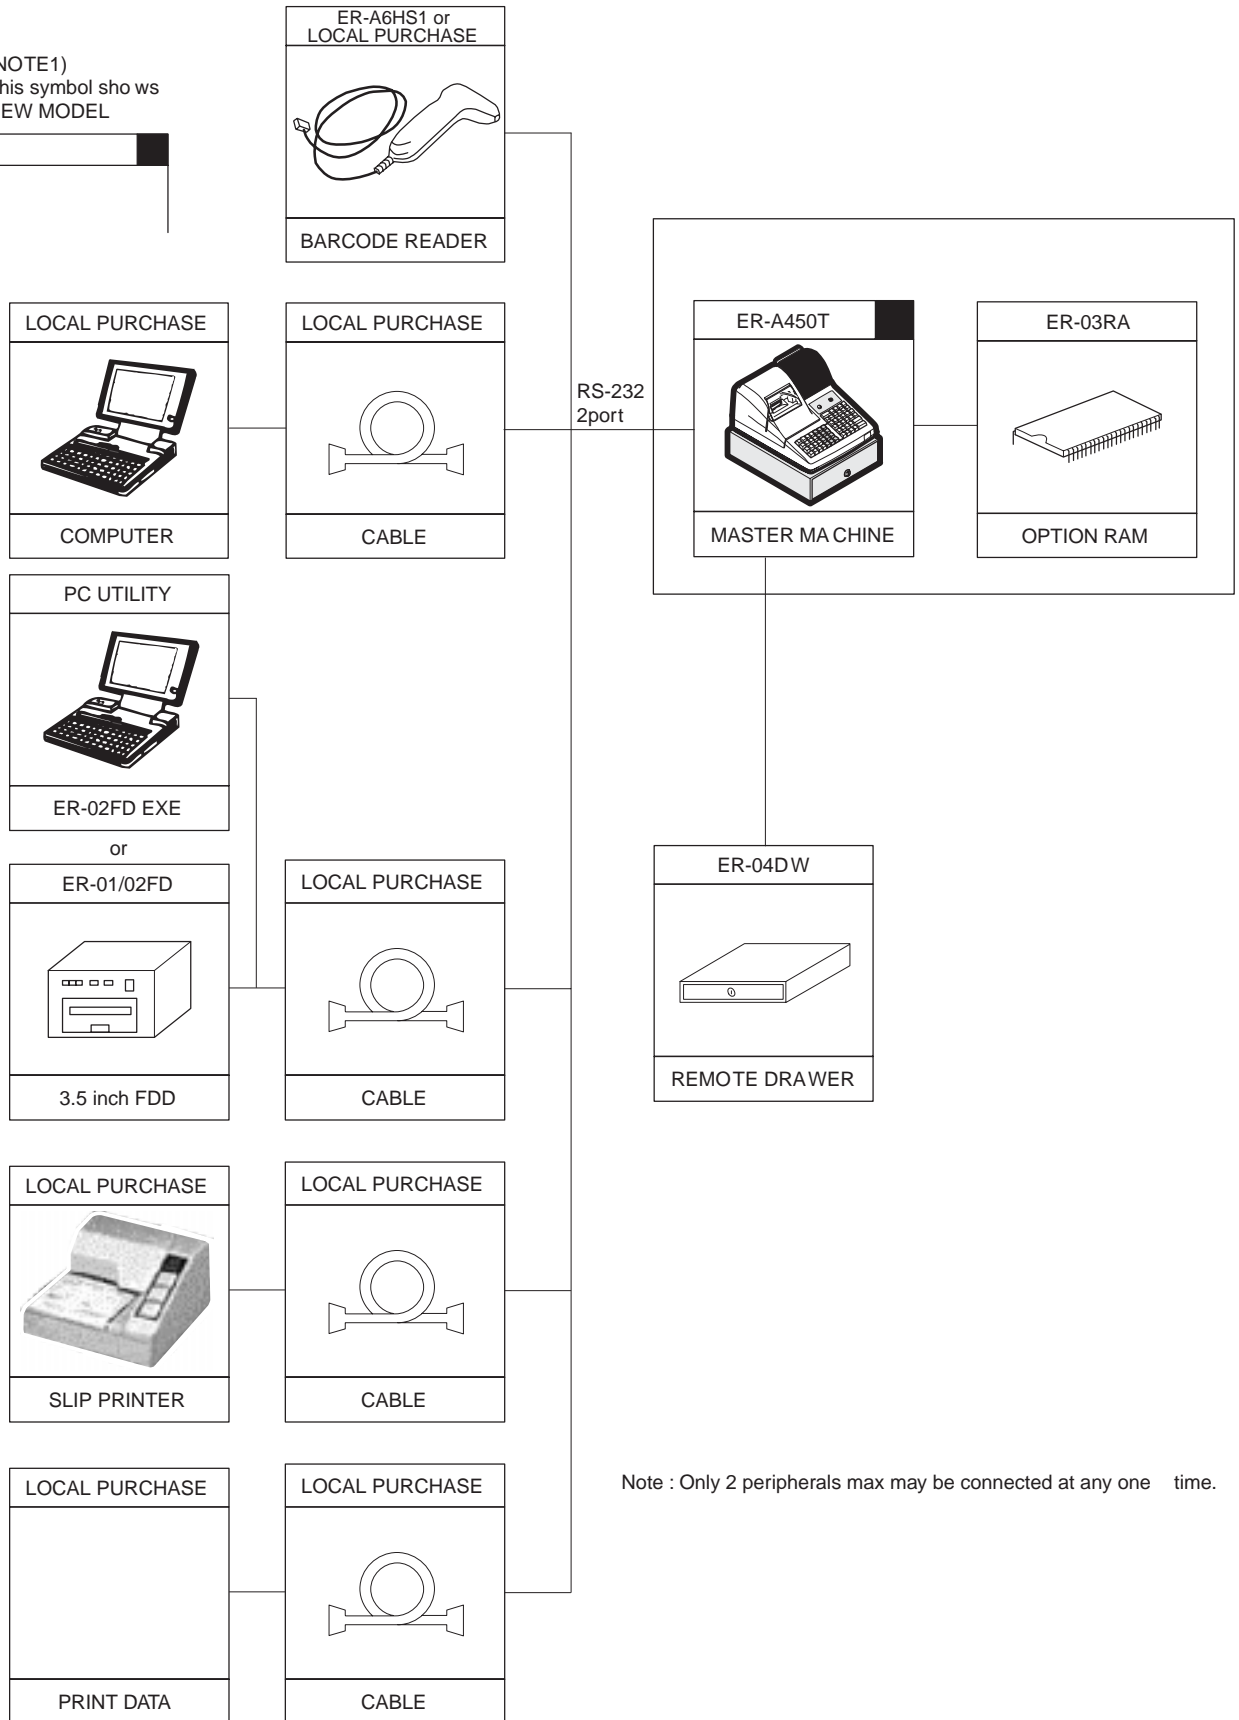 ER-A6HS1 or
LOCAL PURCHASE
NOTE1)
his symbol sho ws
EW MODEL
BARCODE READER
LOCAL PURCHASE
LOCAL PURCHASE
ER-A450T
ER-03RA
RS-232
2port
COMPUTER
CABLE
MASTER MA CHINE
OPTION RAM
PC UTILITY
ER-02FD EXE
or
ER-01/02FD
LOCAL PURCHASE
ER-04DW
3.5 inch FDD
CABLE
REMOTE DRAWER
LOCAL PURCHASE
LOCAL PURCHASE
SLIP PRINTER
CABLE
LOCAL PURCHASE
LOCAL PURCHASE
Note : Only 2 peripherals max may be connected at any one time.
PRINT DATA
CABLE